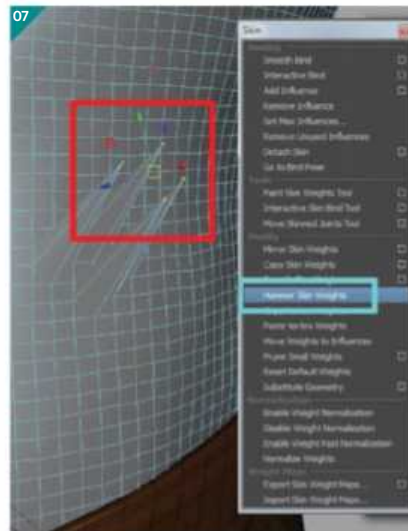 07
Skin
Smooth Bind
Interactive Bind
Add Influence
Remove Influence
Set Max Influences...
Remove Unused Influences
Detach Skin
Go to Bind Pose
Paint Skin Weights Tool
Interactive Skin Bind Tool
Move Skinned Joints Tool
Mirror Skin Weights
Copy Skin Weights
Hammer Skin Weights
Paste Vertex Weights
Move Weights to Influences
Prune Small Weights
Reset Default Weights
Substitute Geometry
Enable Weight Normalization
Disable Weight Normalization
Enable Weight Post Normalization
Normalize Weights
Weight Maps
Export Skin Weight Maps...
Import Skin Weight Maps...